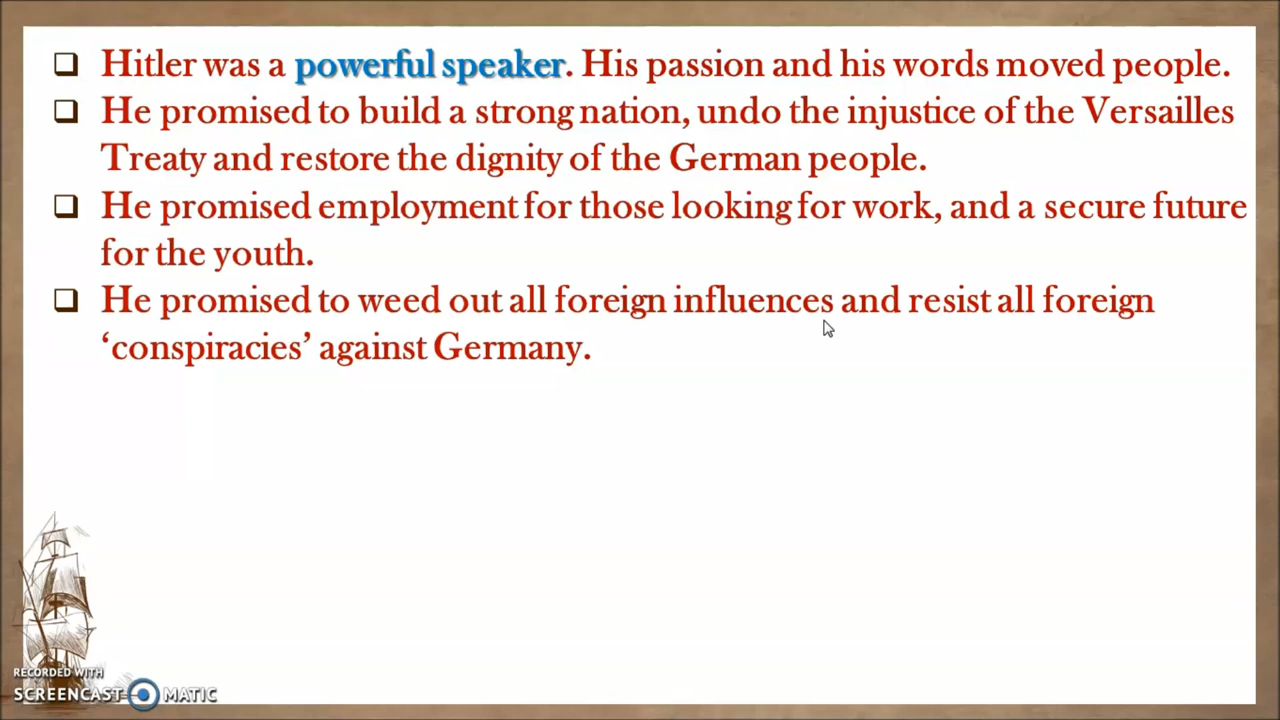 Hitler was a powerful speaker. His passion and his words moved people.
He promised to build a strong nation, undo the injustice of the Versailles
Treaty and restore the dignity of the German people.
He promised employment for those looking for work, and a secure future
for the youth.
He promised to weed out all foreign influences and resist all foreign
‘conspiracies’ against Germany.
RECORDED WITH
SCREENCAST MATIC